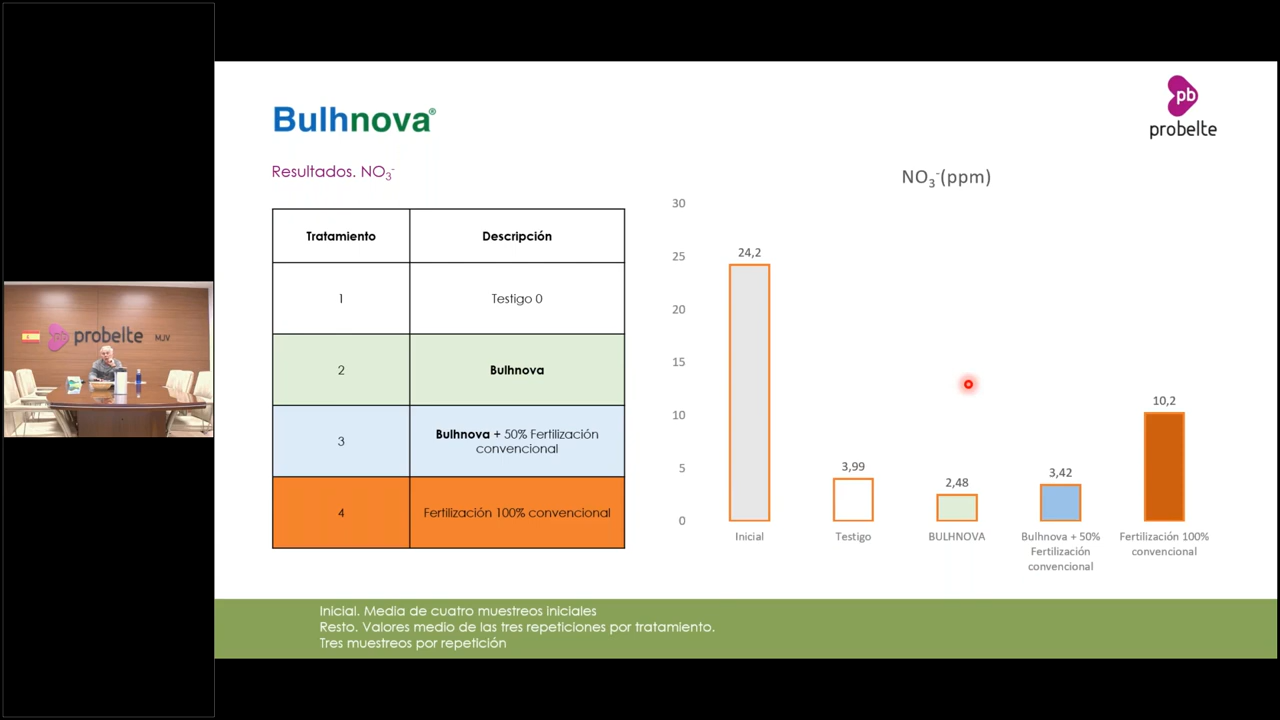 Bulhnova®
pb
probelte
Resultados. NO₃⁻
Tratamiento
Descripción
1
Testigo 0
2
Bulhnova
3
Bulhnova + 50% Fertilización
convencional
4
Fertilización 100% convencional
NO₃⁻(ppm)
30
25
20
15
10
5
0
24,2
3,99
2,48
3,42
10,2
Inicial
Testigo
BULHNOVA
Bulhnova + 50%
Fertilización
convencional
Fertilización 100%
convencional
Inicial. Media de cuatro muestreos iniciales
Resto. Valores medio de las tres repeticiones por tratamiento.
Tres muestreos por repetición
probelte
MJV